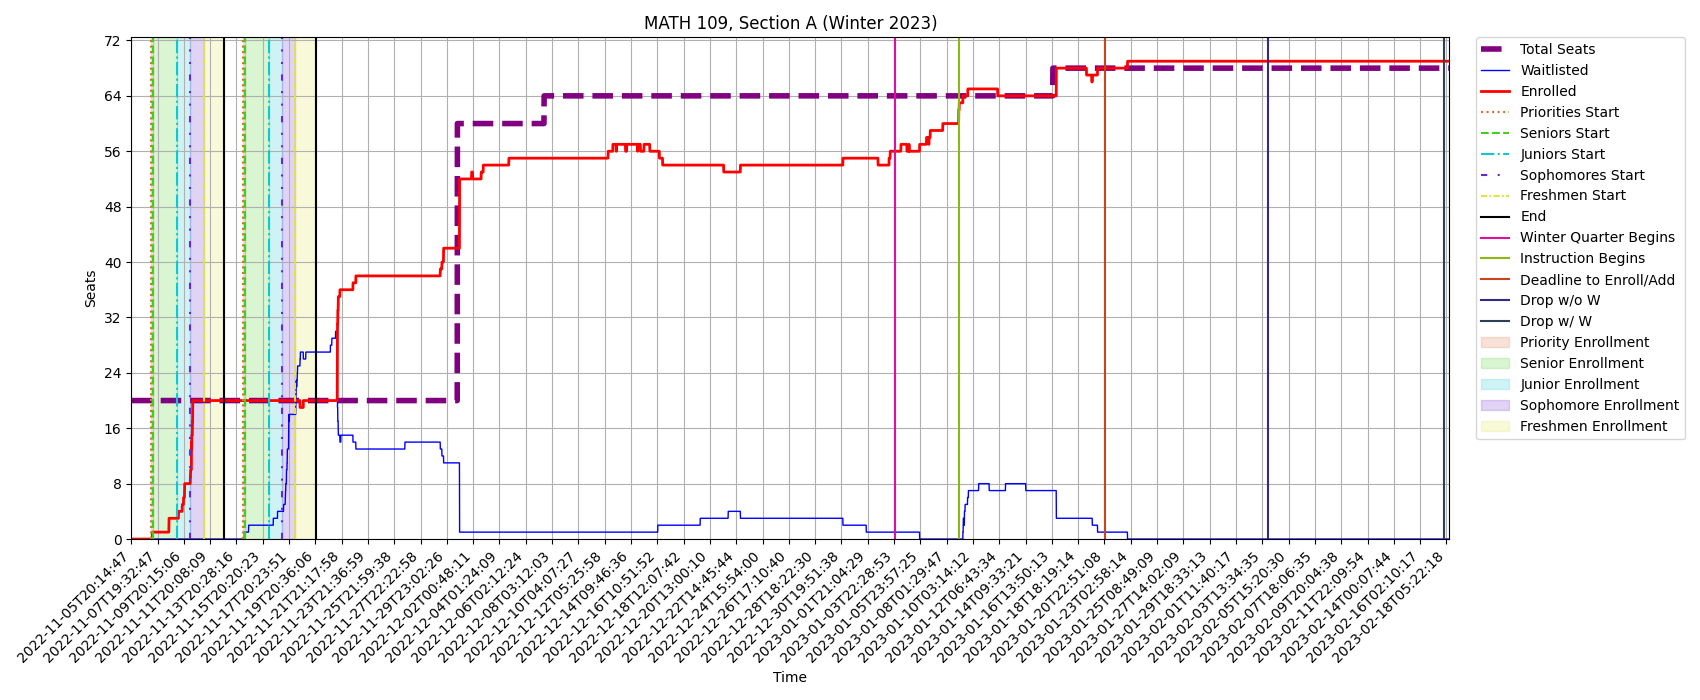 MATH 109, Section A (Winter 2023)
72
64
56
48
40
32
24
16
8
0
Seats
2022-11-05T20:14:47
2022-11-07T19:32:47
2022-11-09T20:15:06
2022-11-11T20:08:09
2022-11-13T20:28:16
2022-11-15T20:20:23
2022-11-17T20:23:51
2022-11-19T20:36:06
2022-11-21T21:17:58
2022-11-23T21:36:59
2022-11-25T21:59:38
2022-11-27T22:22:58
2022-11-29T23:02:26
2022-12-02T00:48:11
2022-12-04T01:24:09
2022-12-06T02:12:24
2022-12-08T03:12:03
2022-12-10T04:07:27
2022-12-12T05:25:58
2022-12-14T09:46:36
2022-12-16T10:51:52
2022-12-18T12:07:42
2022-12-20T13:00:10
2022-12-22T14:45:44
2022-12-24T15:54:00
2022-12-26T17:10:40
2022-12-28T18:22:30
2022-12-30T19:51:38
2023-01-01T21:04:29
2023-01-03T22:28:53
2023-01-05T23:57:25
2023-01-08T01:29:47
2023-01-10T03:14:12
2023-01-12T06:43:34
2023-01-14T09:33:21
2023-01-16T13:50:13
2023-01-18T18:19:14
2023-01-20T22:51:08
2023-01-23T02:58:14
2023-01-25T08:49:09
2023-01-27T14:02:09
2023-01-29T18:33:13
2023-02-01T11:40:17
2023-02-03T13:34:35
2023-02-05T15:20:30
2023-02-07T18:06:35
2023-02-09T20:04:38
2023-02-11T22:09:54
2023-02-14T00:07:44
2023-02-16T02:10:17
2023-02-18T05:22:18
Time
Total Seats
Waitlisted
Enrolled
Priorities Start
Seniors Start
Juniors Start
Sophomores Start
Freshmen Start
End
Winter Quarter Begins
Instruction Begins
Deadline to Enroll/Add
Drop w/o W
Drop w/ W
Priority Enrollment
Senior Enrollment
Junior Enrollment
Sophomore Enrollment
Freshmen Enrollment